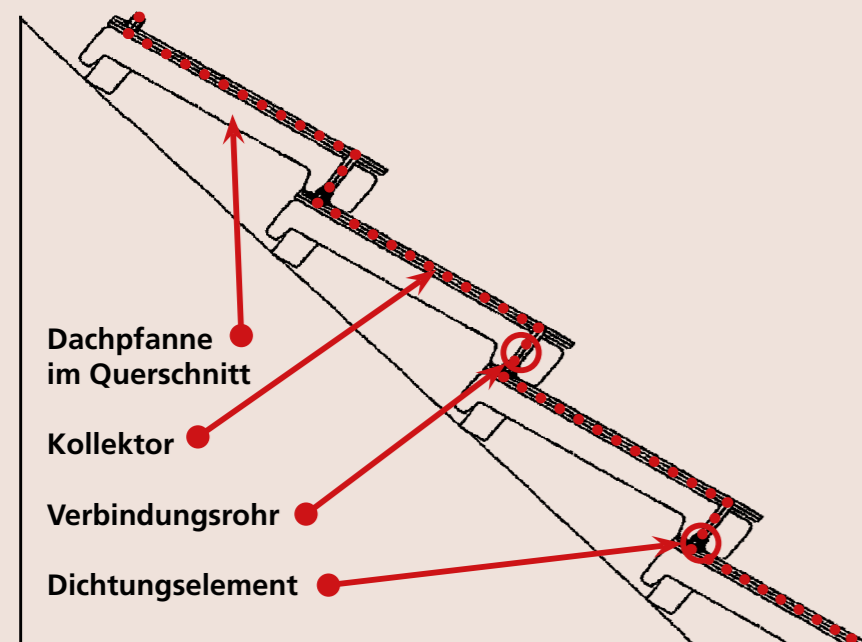 Dachpfanne
im Querschnitt
Kollektor
Verbindungsrohr
Dichtungselement